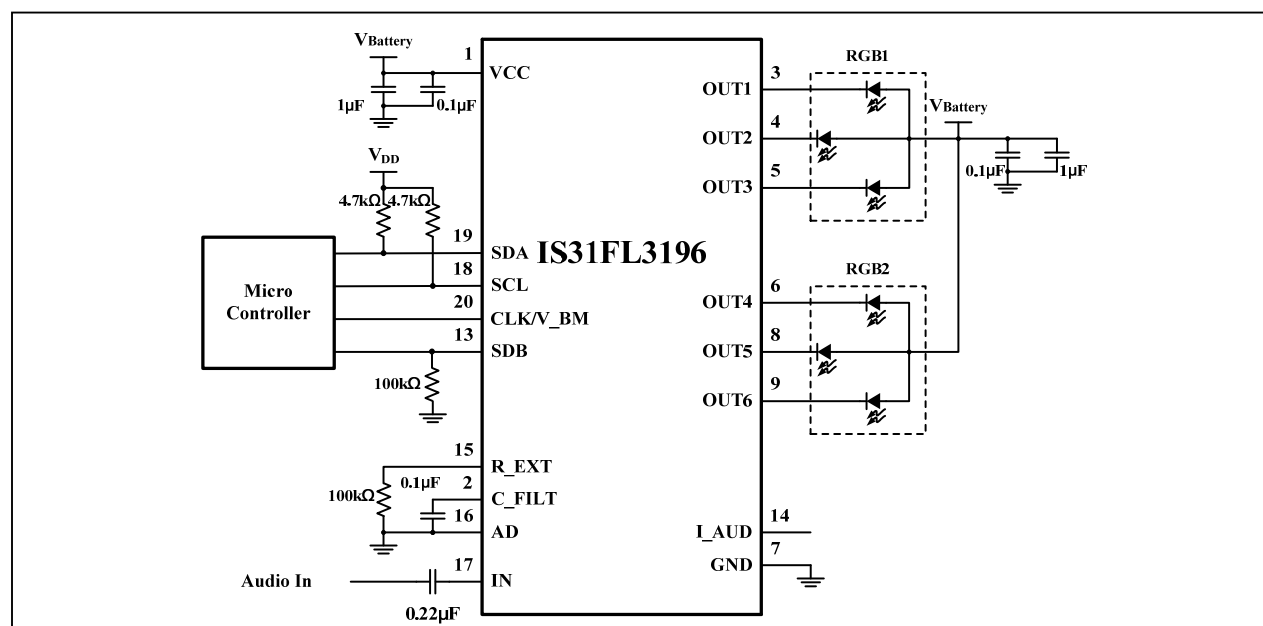 VBattery
1
VCC
1μF
0.1μF
VDD
4.7kΩ
4.7kΩ
Micro
Controller
19
SDA
18
SCL
20
CLK/V_BM
13
SDB
100kΩ
15
R_EXT
100kΩ
0.1μF
2
C_FILT
16
AD
17
IN
Audio In
0.22μF
IS31FL3196
RGB1
3
OUT1
4
OUT2
5
OUT3
VBattery
0.1μF
1μF
RGB2
6
OUT4
8
OUT5
9
OUT6
14
I_AUD
7
GND